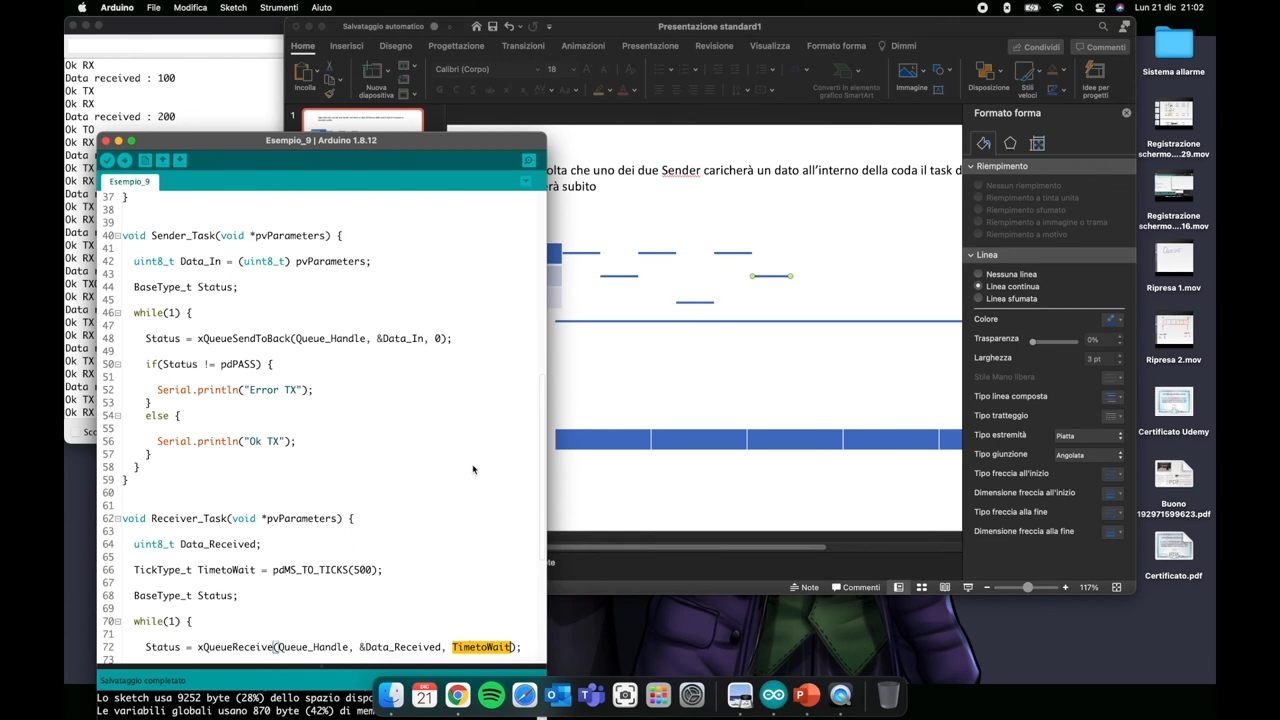 Arduino File Modifica Sketch Strumenti Aiuto
Lun 21 dic 21:02
Ok RX
Data received : 100
Ok TX
Ok RX
Data received : 200
Ok TO
Salvataggio automatico
Presentazione standard1
Home Inserisci Disegno Progettazione Transizioni Animazioni Presentazione Revisione Visualizza Formato forma Dimmi
Condividi Commenti
Calibri (Corpo) 18
Incolla
Nuova diapositiva
Converti in elemento grafico SmartArt
Immagine
Disposizione
Stili veloci
Idee per progetti
1
olta che uno dei due Sender caricherà un dato all'interno della coda il task d
rà subito
Note Commenti
117%
Formato forma
Riempimento
Nessun riempimento
Riempimento a tinta unita
Riempimento sfumato
Riempimento a immagine o trama
Riempimento a motivo
Linea
Nessuna linea
Linea continua
Linea sfumata
Colore
Trasparenza 0%
Larghezza 3 pt
Stile Mano libera
Tipo linea composta
Tipo tratteggio
Tipo estremità Piatta
Tipo giunzione Angolata
Tipo freccia all'inizio
Dimensione freccia all'inizio
Tipo freccia alla fine
Dimensione freccia alla fine
Sistema allarme
Registrazione schermo....29.mov
Registrazione schermo....16.mov
Ripresa 1.mov
Ripresa 2.mov
Certificato Udemy
Buono 192971599623.pdf
Certificato.pdf
Esempio_9 | Arduino 1.8.12
Esempio_9
37 }
38
39
40 void Sender_Task(void *pvParameters) {
41
42 uint8_t Data_In = (uint8_t) pvParameters;
43
44 BaseType_t Status;
45
46 while(1) {
47
48 Status = xQueueSendToBack(Queue_Handle, &Data_In, 0);
49
50 if(Status != pdPASS) {
51
52 Serial.println("Error TX");
53 }
54 else {
55
56 Serial.println("Ok TX");
57 }
58 }
59 }
60
61
62 void Receiver_Task(void *pvParameters) {
63
64 uint8_t Data_Received;
65
66 TickType_t TimetoWait = pdMS_TO_TICKS(500);
67
68 BaseType_t Status;
69
70 while(1) {
71
72 Status = xQueueReceive(Queue_Handle, &Data_Received, TimetoWait);
73
Salvataggio completato
Lo sketch usa 9252 byte (28%) dello spazio
Le variabili globali usano 870 byte (42%) di